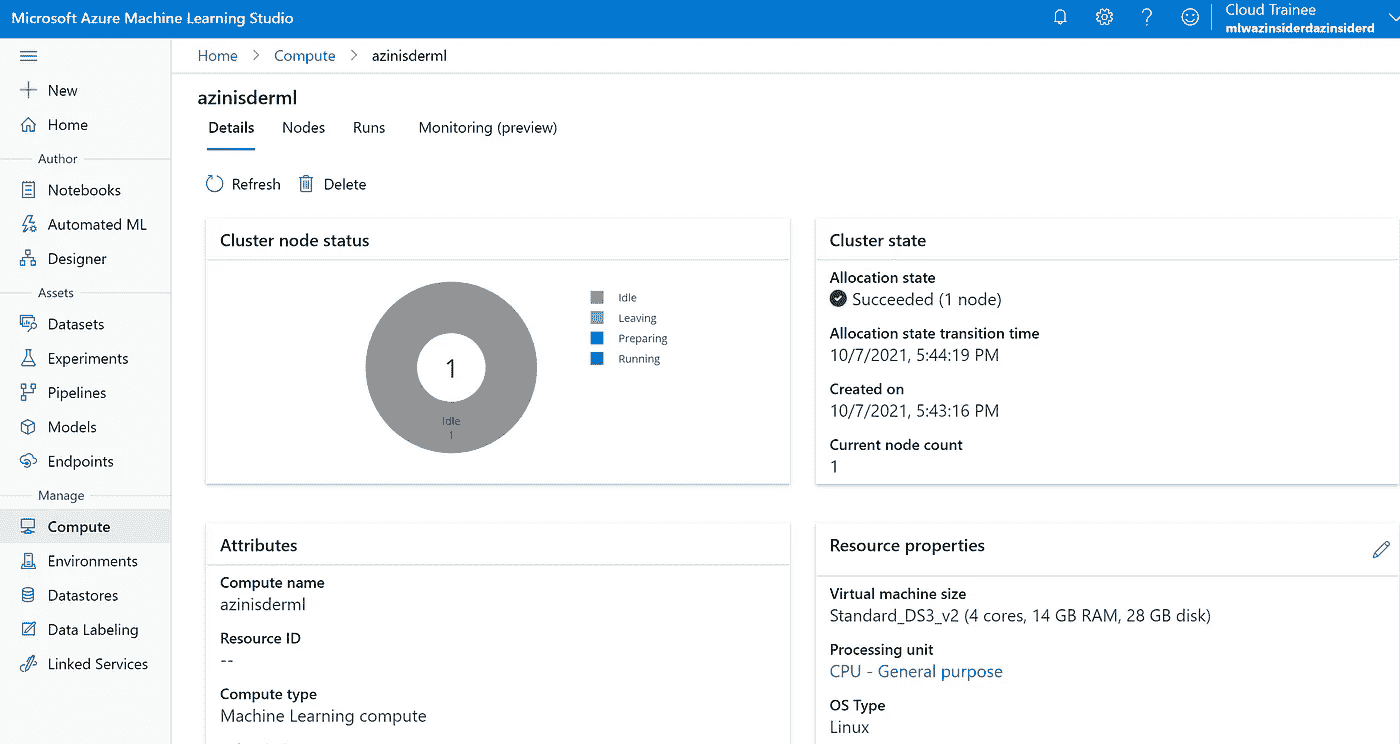 Microsoft Azure Machine Learning Studio
Cloud Trainee
mlwazinsiderdazinsiderd
Home > Compute > azinisderml
New
Home
Author
Notebooks
Automated ML
Designer
Assets
Datasets
Experiments
Pipelines
Models
Endpoints
Manage
Compute
Environments
Datastores
Data Labeling
Linked Services
azinisderml
Details Nodes Runs Monitoring (preview)
Refresh Delete
Cluster node status
1
Idle
1
Idle
Leaving
Preparing
Running
Cluster state
Allocation state
Succeeded (1 node)
Allocation state transition time
10/7/2021, 5:44:19 PM
Created on
10/7/2021, 5:43:16 PM
Current node count
1
Attributes
Compute name
azinisderml
Resource ID
--
Compute type
Machine Learning compute
Resource properties
Virtual machine size
Standard_DS3_v2 (4 cores, 14 GB RAM, 28 GB disk)
Processing unit
CPU - General purpose
OS Type
Linux